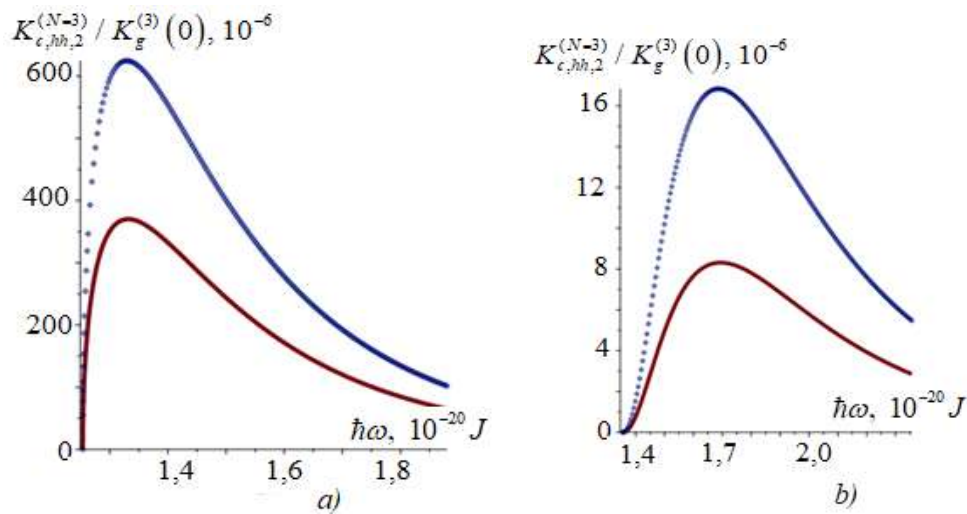 K_{c,hh,2}^{(N=3)} / K_g^{(3)}(0), 10^{-6}
600
400
200
0
1,4
1,6
1,8
ħω, 10^{-20} J
a)
K_{c,hh,2}^{(N=3)} / K_g^{(3)}(0), 10^{-6}
16
12
8
4
0
1,4
1,7
2,0
ħω, 10^{-20} J
b)